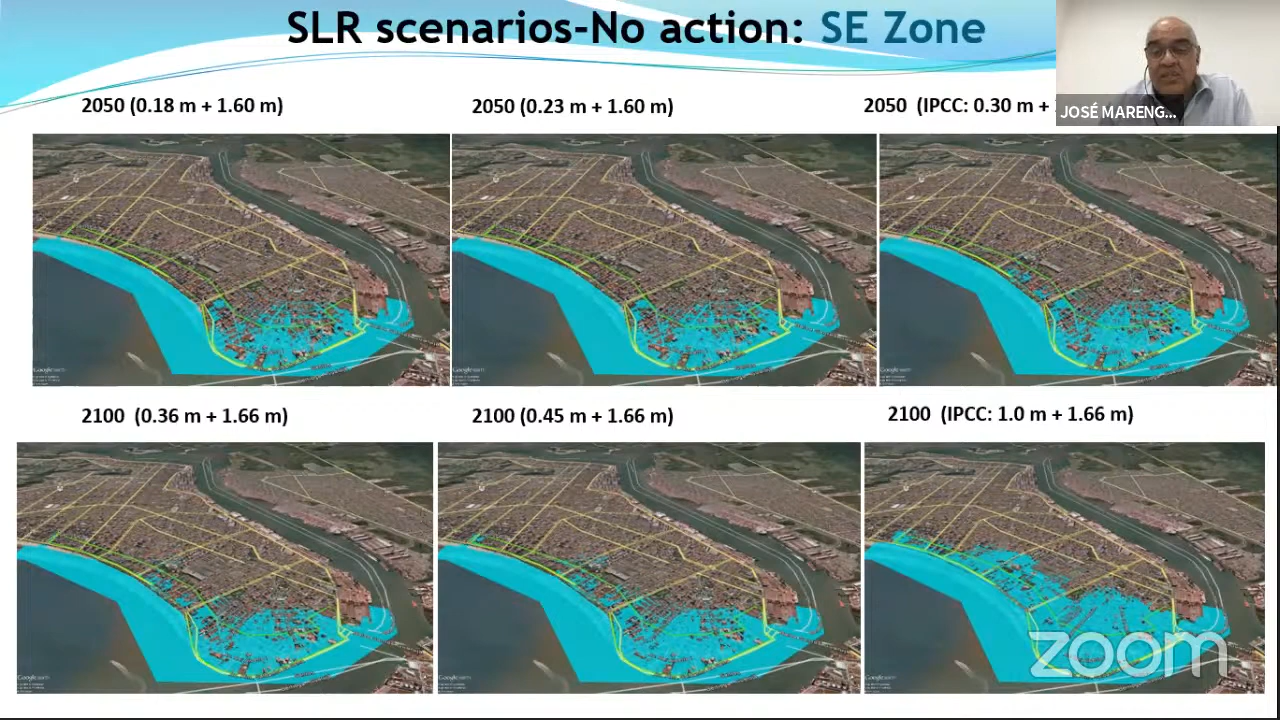 SLR scenarios-No action: SE Zone
2050 (0.18 m + 1.60 m)
2050 (0.23 m + 1.60 m)
2050 (IPCC: 0.30 m +
JOSÉ MARENG...
2100 (0.36 m + 1.66 m)
2100 (0.45 m + 1.66 m)
2100 (IPCC: 1.0 m + 1.66 m)
zoom